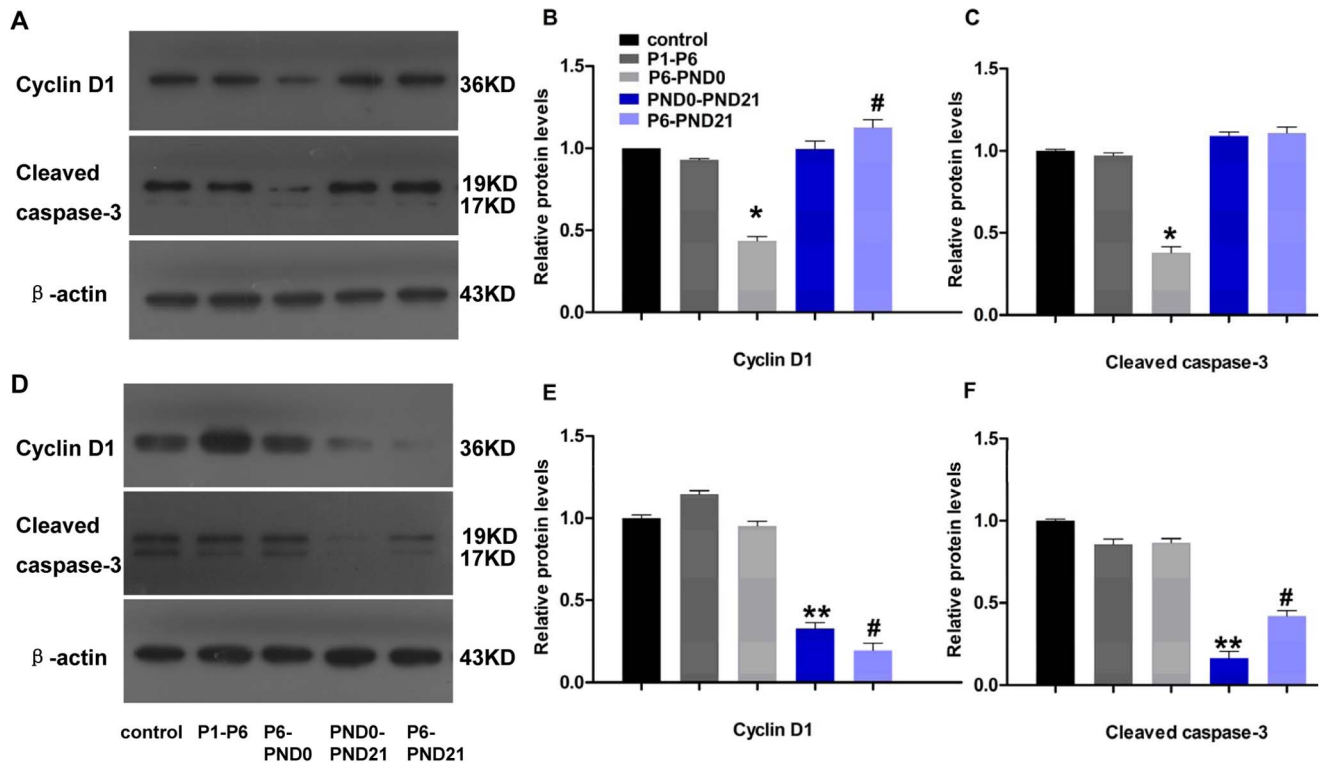 A
Cyclin D1
36KD
Cleaved
caspase-3
19KD
17KD
β-actin
43KD
B
control
P1-P6
P6-PND0
PND0-PND21
P6-PND21
Relative protein levels
1.5
1.0
0.5
0.0
*
#
Cyclin D1
C
Relative protein levels
1.5
1.0
0.5
0.0
*
Cleaved caspase-3
D
Cyclin D1
36KD
Cleaved
caspase-3
19KD
17KD
β-actin
43KD
control P1-P6 P6- PND0- P6-
PND0 PND21 PND21
E
Relative protein levels
1.5
1.0
0.5
0.0
**
#
Cyclin D1
F
Relative protein levels
1.5
1.0
0.5
0.0
**
#
Cleaved caspase-3